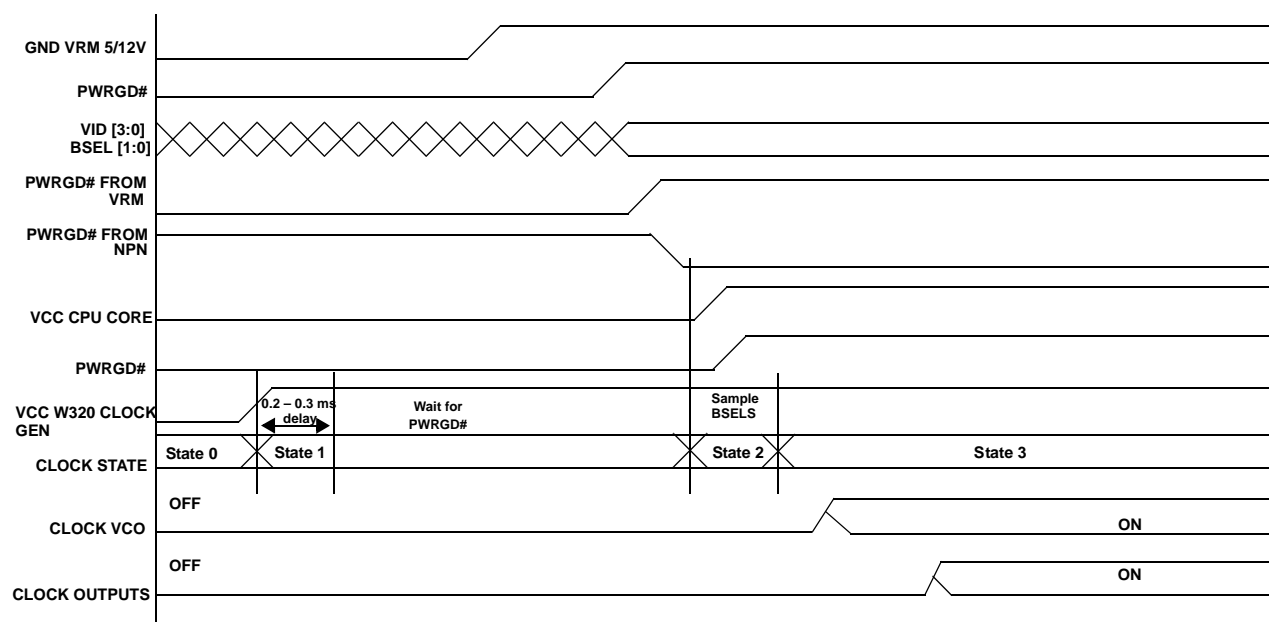 GND VRM 5/12V
PWRGD#
VID [3:0]
BSEL [1:0]
PWRGD# FROM
VRM
PWRGD# FROM
NPN
VCC CPU CORE
PWRGD#
VCC W320 CLOCK
GEN
0.2 – 0.3 ms
delay
Wait for
PWRGD#
Sample
BSELS
CLOCK STATE
State 0
State 1
State 2
State 3
OFF
CLOCK VCO
ON
OFF
ON
CLOCK OUTPUTS